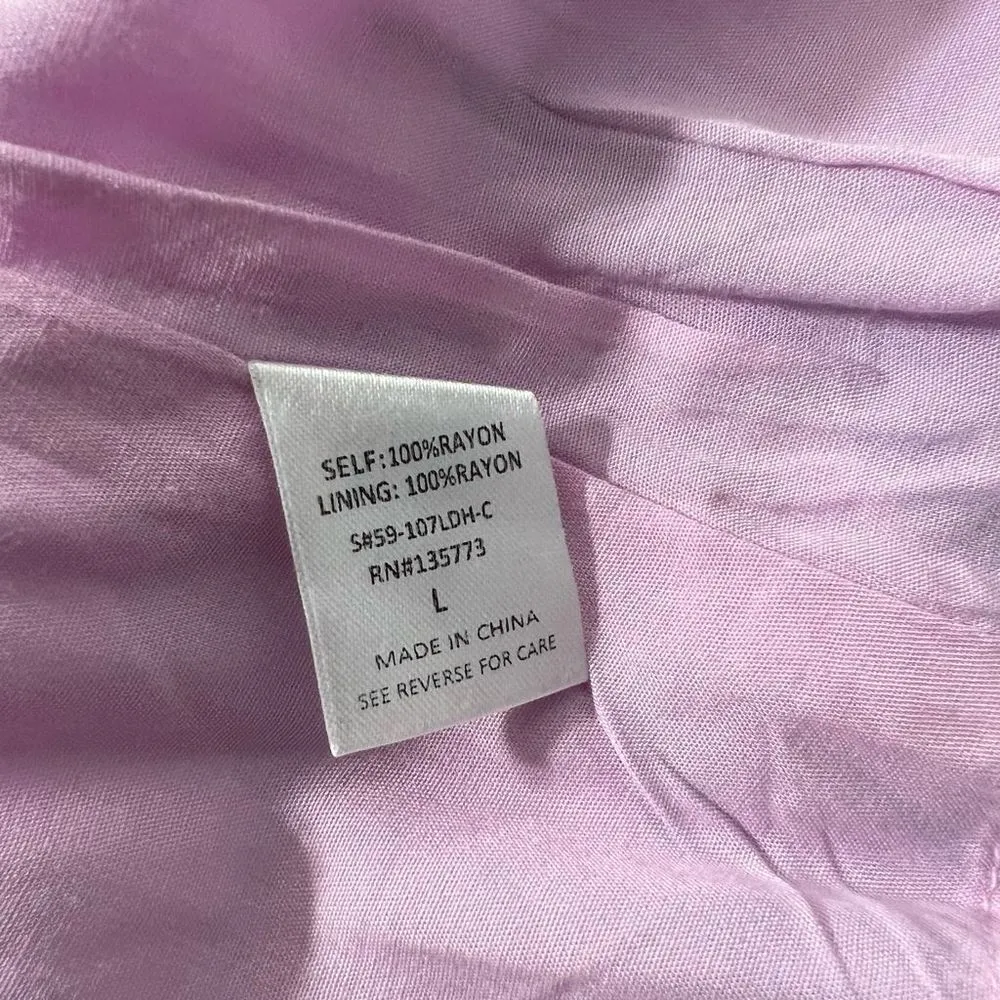 SELF:100%RAYON
LINING: 100%RAYON
S#59-107LDH-C
RN#135773
L
MADE IN CHINA
SEE REVERSE FOR CARE